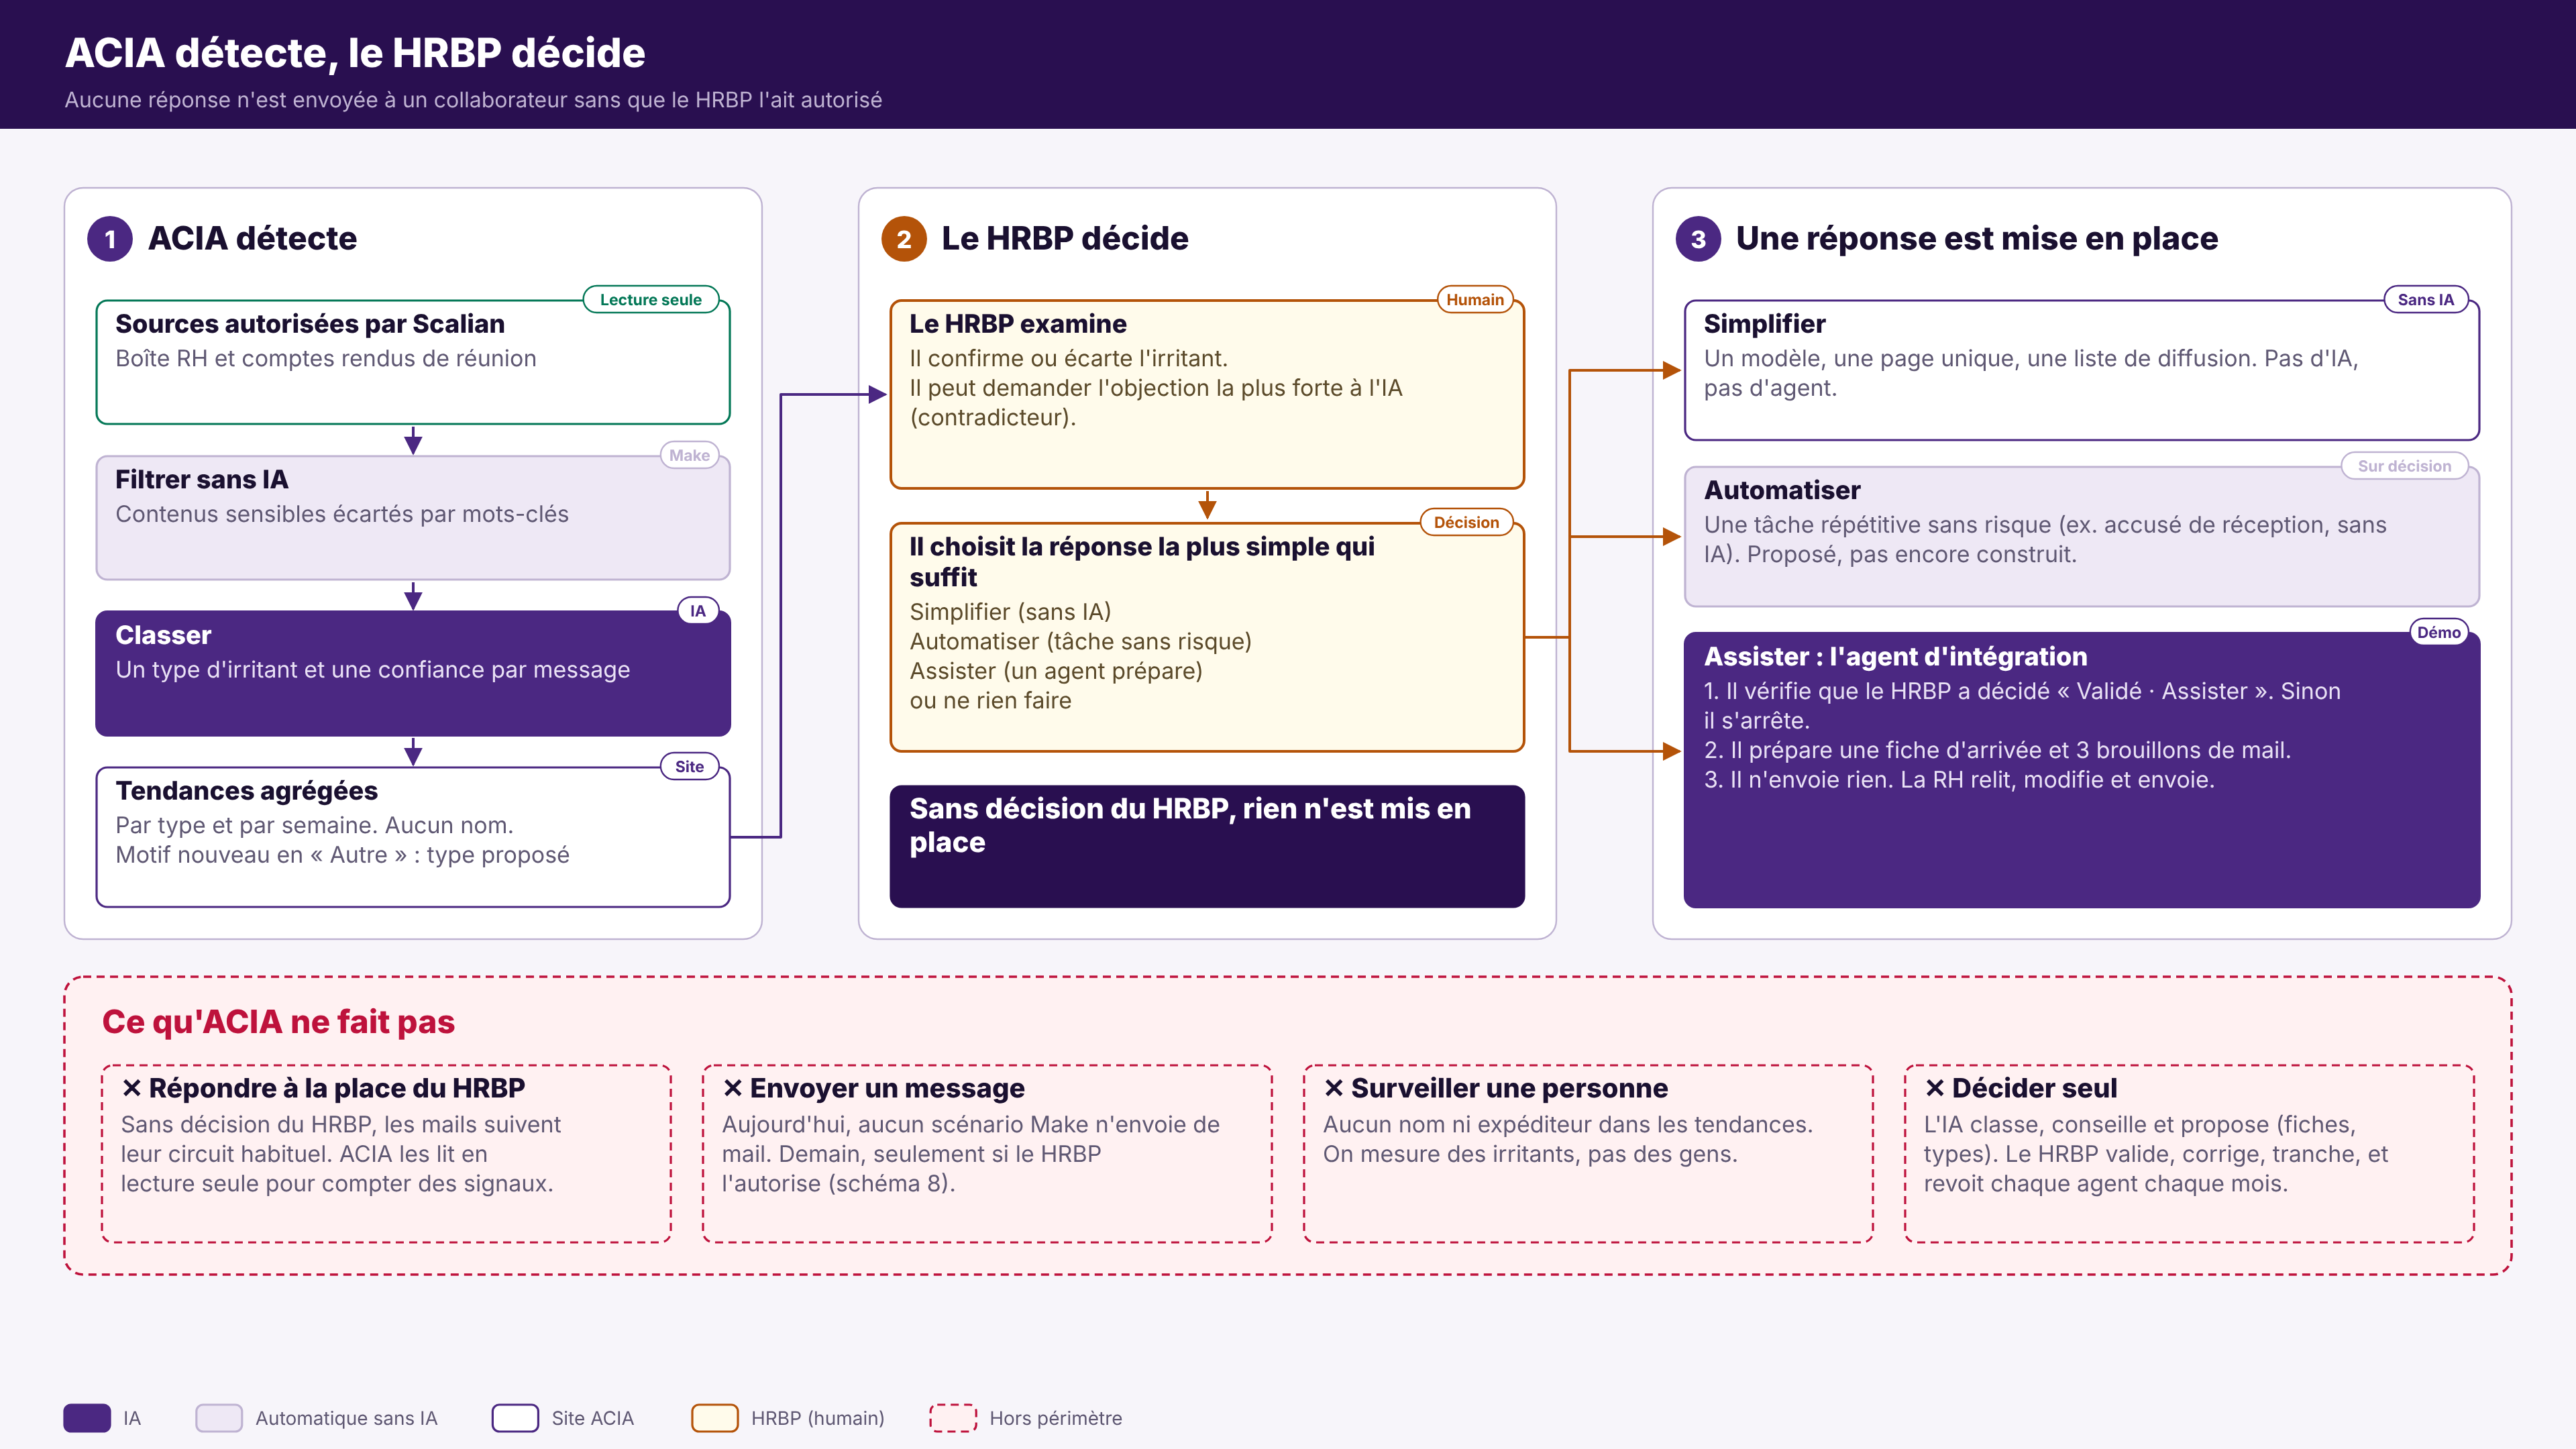 ACIA détecte, le HRBP décide
Aucune réponse n'est envoyée à un collaborateur sans que le HRBP l'ait autorisé
1 ACIA détecte
Lecture seule
Sources autorisées par Scalian
Boîte RH et comptes rendus de réunion
Make
Filtrer sans IA
Contenus sensibles écartés par mots-clés
IA
Classer
Un type d'irritant et une confiance par message
Site
Tendances agrégées
Par type et par semaine. Aucun nom.
Motif nouveau en « Autre » : type proposé
2 Le HRBP décide
Humain
Le HRBP examine
Il confirme ou écarte l'irritant.
Il peut demander l'objection la plus forte à l'IA
(contradicteur).
Décision
Il choisit la réponse la plus simple qui
suffit
Simplifier (sans IA)
Automatiser (tâche sans risque)
Assister (un agent prépare)
ou ne rien faire
Sans décision du HRBP, rien n'est mis en
place
3 Une réponse est mise en place
Sans IA
Simplifier
Un modèle, une page unique, une liste de diffusion. Pas d'IA,
pas d'agent.
Sur décision
Automatiser
Une tâche répétitive sans risque (ex. accusé de réception, sans
IA). Proposé, pas encore construit.
Démo
Assister : l'agent d'intégration
1. Il vérifie que le HRBP a décidé « Validé · Assister ». Sinon
il s'arrête.
2. Il prépare une fiche d'arrivée et 3 brouillons de mail.
3. Il n'envoie rien. La RH relit, modifie et envoie.
Ce qu'ACIA ne fait pas
✕ Répondre à la place du HRBP
Sans décision du HRBP, les mails suivent
leur circuit habituel. ACIA les lit en
lecture seule pour compter des signaux.
✕ Envoyer un message
Aujourd'hui, aucun scénario Make n'envoie de
mail. Demain, seulement si le HRBP
l'autorise (schéma 8).
✕ Surveiller une personne
Aucun nom ni expéditeur dans les tendances.
On mesure des irritants, pas des gens.
✕ Décider seul
L'IA classe, conseille et propose (fiches,
types). Le HRBP valide, corrige, tranche, et
revoit chaque agent chaque mois.
IA
Automatique sans IA
Site ACIA
HRBP (humain)
Hors périmètre